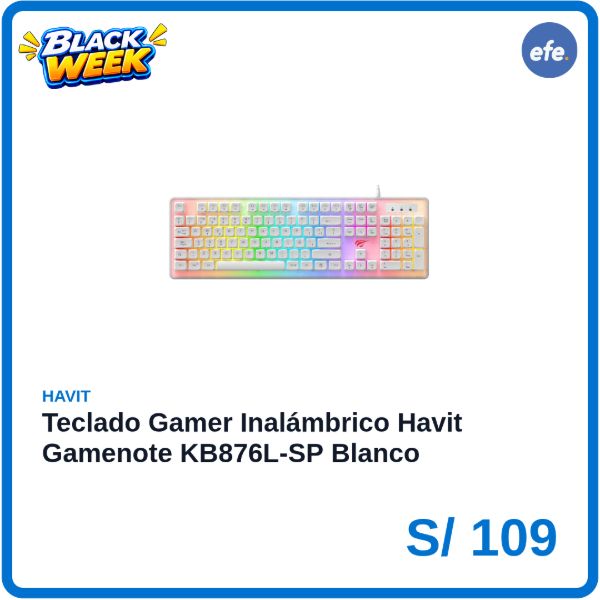 BLACK
WEEK
efe.
HAVIT
Teclado Gamer Inalámbrico Havit
Gamenote KB876L-SP Blanco
S/ 109